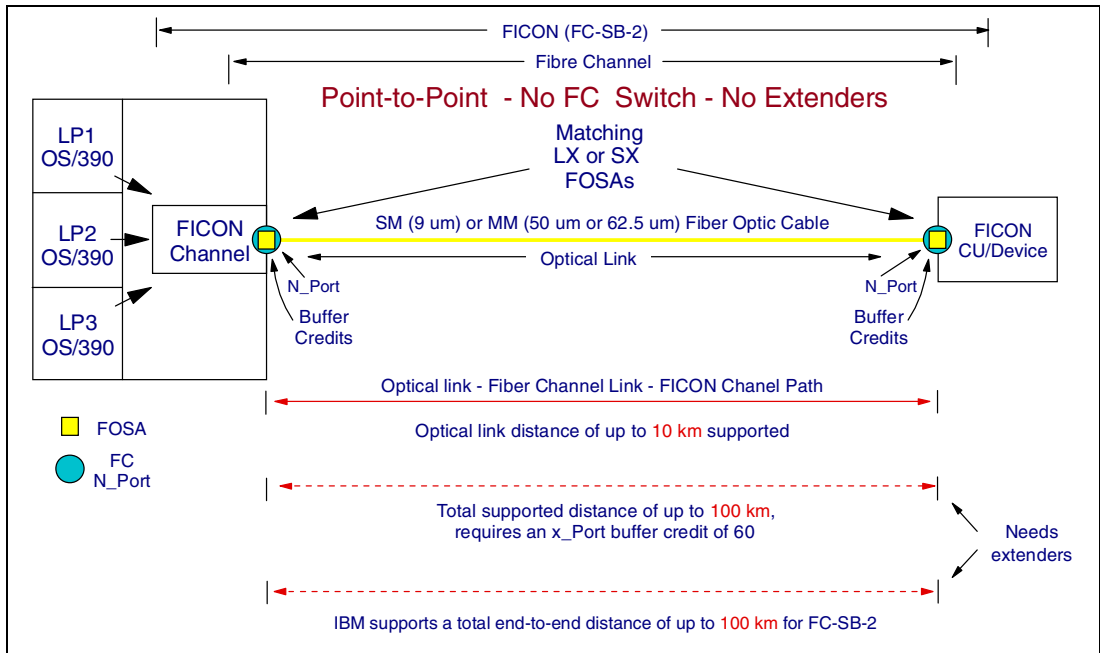 FICON (FC-SB-2)
Fibre Channel
Point-to-Point - No FC Switch - No Extenders
Matching
LX or SX
FOSAs
LP1
OS/390
LP2
OS/390
LP3
OS/390
FICON
Channel
SM (9 um) or MM (50 um or 62.5 um) Fiber Optic Cable
Optical Link
FICON
CU/Device
N_Port
Buffer
Credits
N_Port
Buffer
Credits
Optical link - Fiber Channel Link - FICON Chanel Path
Optical link distance of up to 10 km supported
FOSA
FC
N_Port
Total supported distance of up to 100 km,
requires an x_Port buffer credit of 60
Needs
extenders
IBM supports a total end-to-end distance of up to 100 km for FC-SB-2